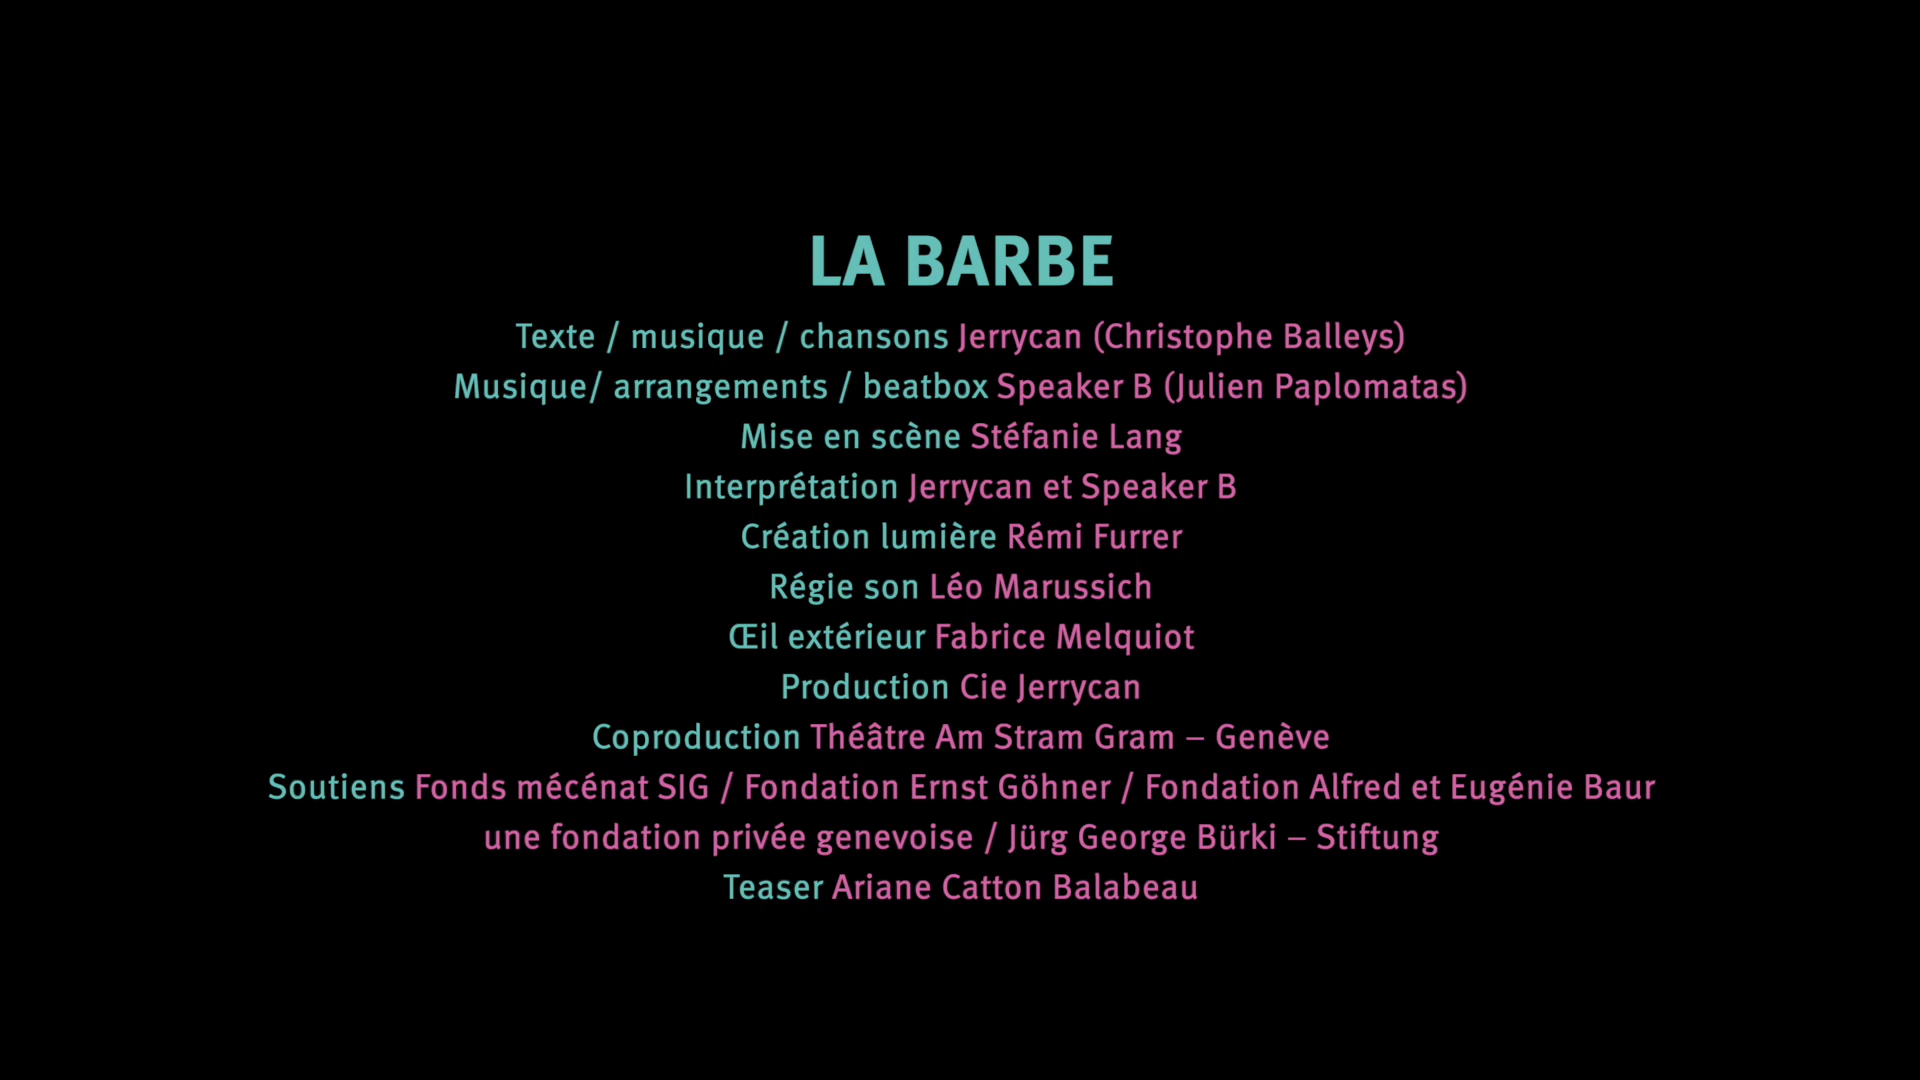 LA BARBE
Texte / musique / chansons Jerrycan (Christophe Balleys)
Musique/ arrangements / beatbox Speaker B (Julien Paplomatas)
Mise en scène Stéfanie Lang
Interprétation Jerrycan et Speaker B
Création lumière Rémi Furrer
Régie son Léo Marussich
Œil extérieur Fabrice Melquiot
Production Cie Jerrycan
Coproduction Théâtre Am Stram Gram – Genève
Soutiens Fonds mécénat SIG / Fondation Ernst Göhner / Fondation Alfred et Eugénie Baur
une fondation privée genevoise / Jürg George Bürki – Stiftung
Teaser Ariane Catton Balabeau